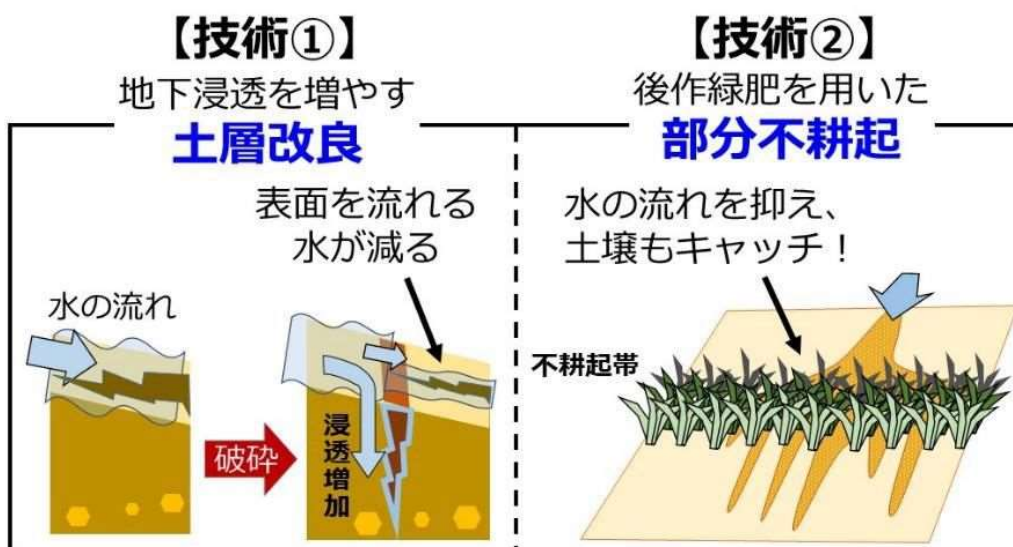 【技術①】
地下浸透を増やす
土層改良
表面を流れる
水が減る
水の流れ
破砕
浸透増加
【技術②】
後作緑肥を用いた
部分不耕起
水の流れを抑え、
土壌もキャッチ！
不耕起帯